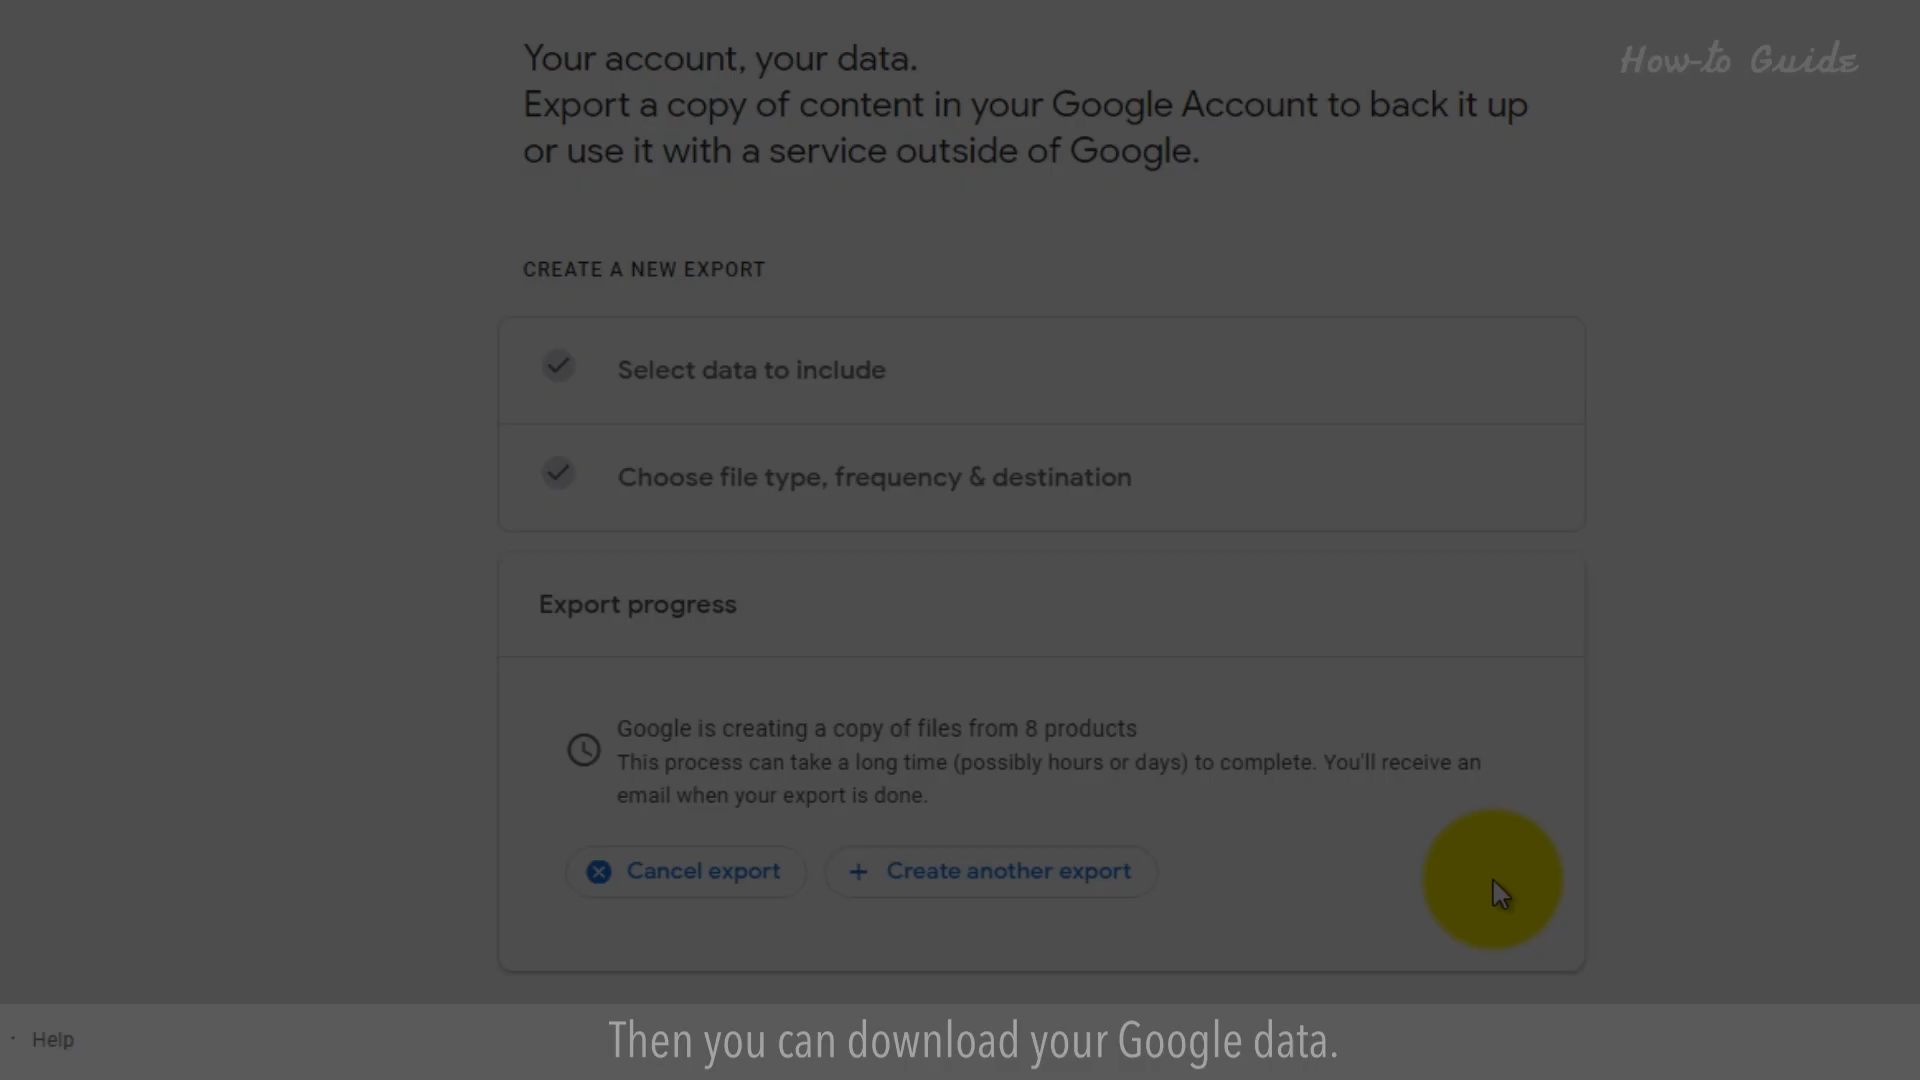 Your account, your data.
How-to Guide
Export a copy of content in your Google Account to back it up
or use it with a service outside of Google.
CREATE A NEW EXPORT
Select data to include
Choose file type, frequency & destination
Export progress
Google is creating a copy of files from 8 products
This process can take a long time (possibly hours or days) to complete. You'll receive an
email when your export is done.
Cancel export
+ Create another export
· Help
Then you can download your Google data.